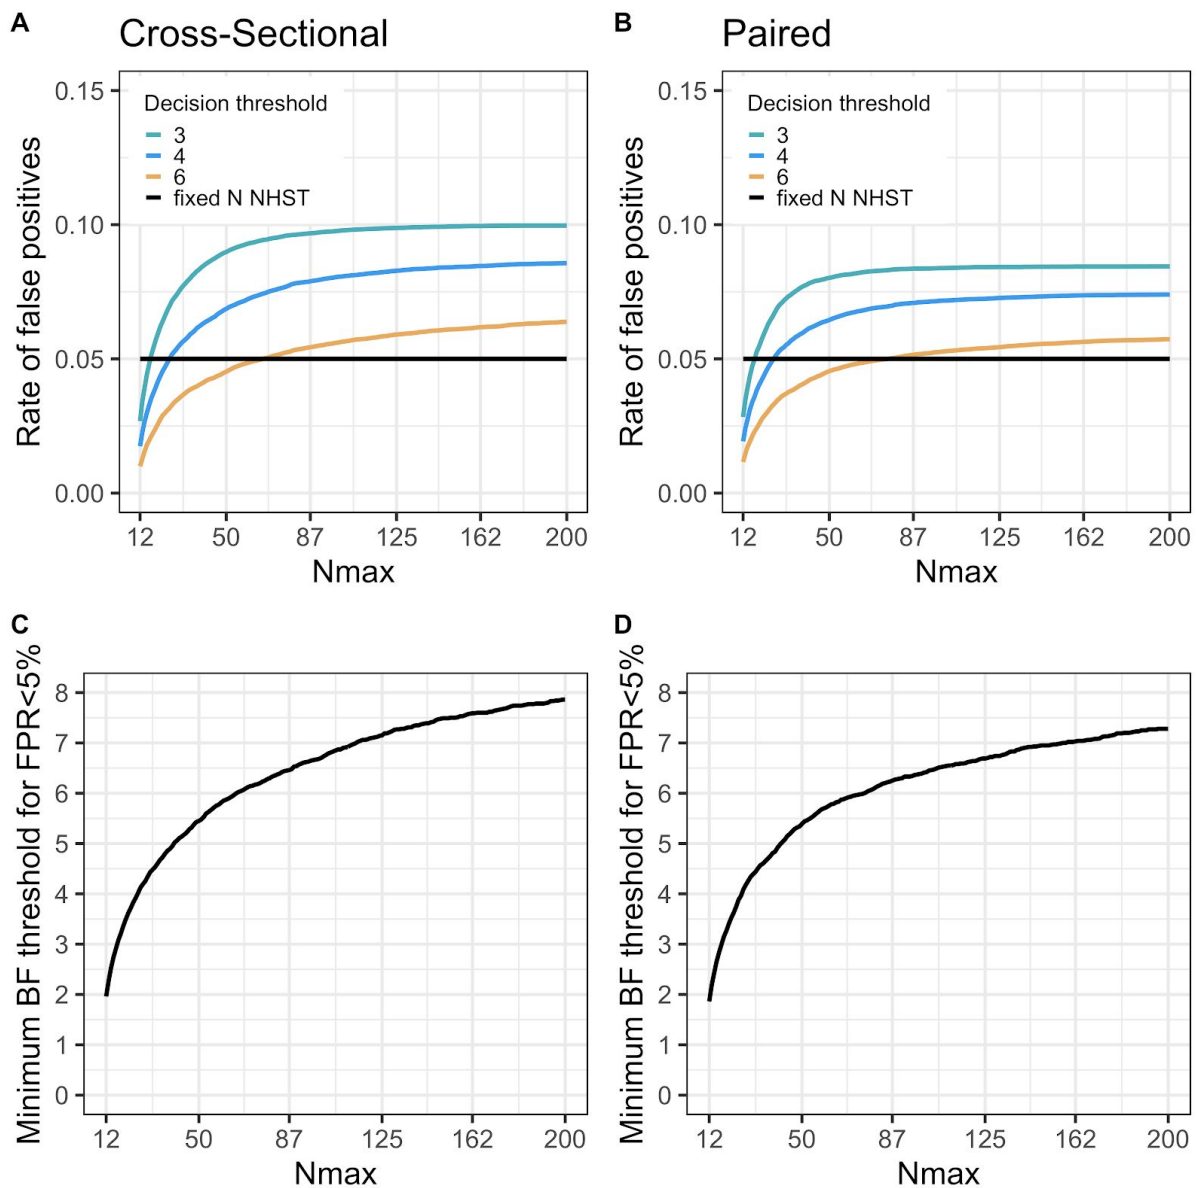 A
Cross-Sectional
Rate of false positives
0.15
0.10
0.05
0.00
Decision threshold
3
4
6
fixed N NHST
12 50 87 125 162 200
Nmax
B
Paired
Rate of false positives
0.15
0.10
0.05
0.00
Decision threshold
3
4
6
fixed N NHST
12 50 87 125 162 200
Nmax
C
Minimum BF threshold for FPR<5%
8
7
6
5
4
3
2
1
0
12 50 87 125 162 200
Nmax
D
Minimum BF threshold for FPR<5%
8
7
6
5
4
3
2
1
0
12 50 87 125 162 200
Nmax